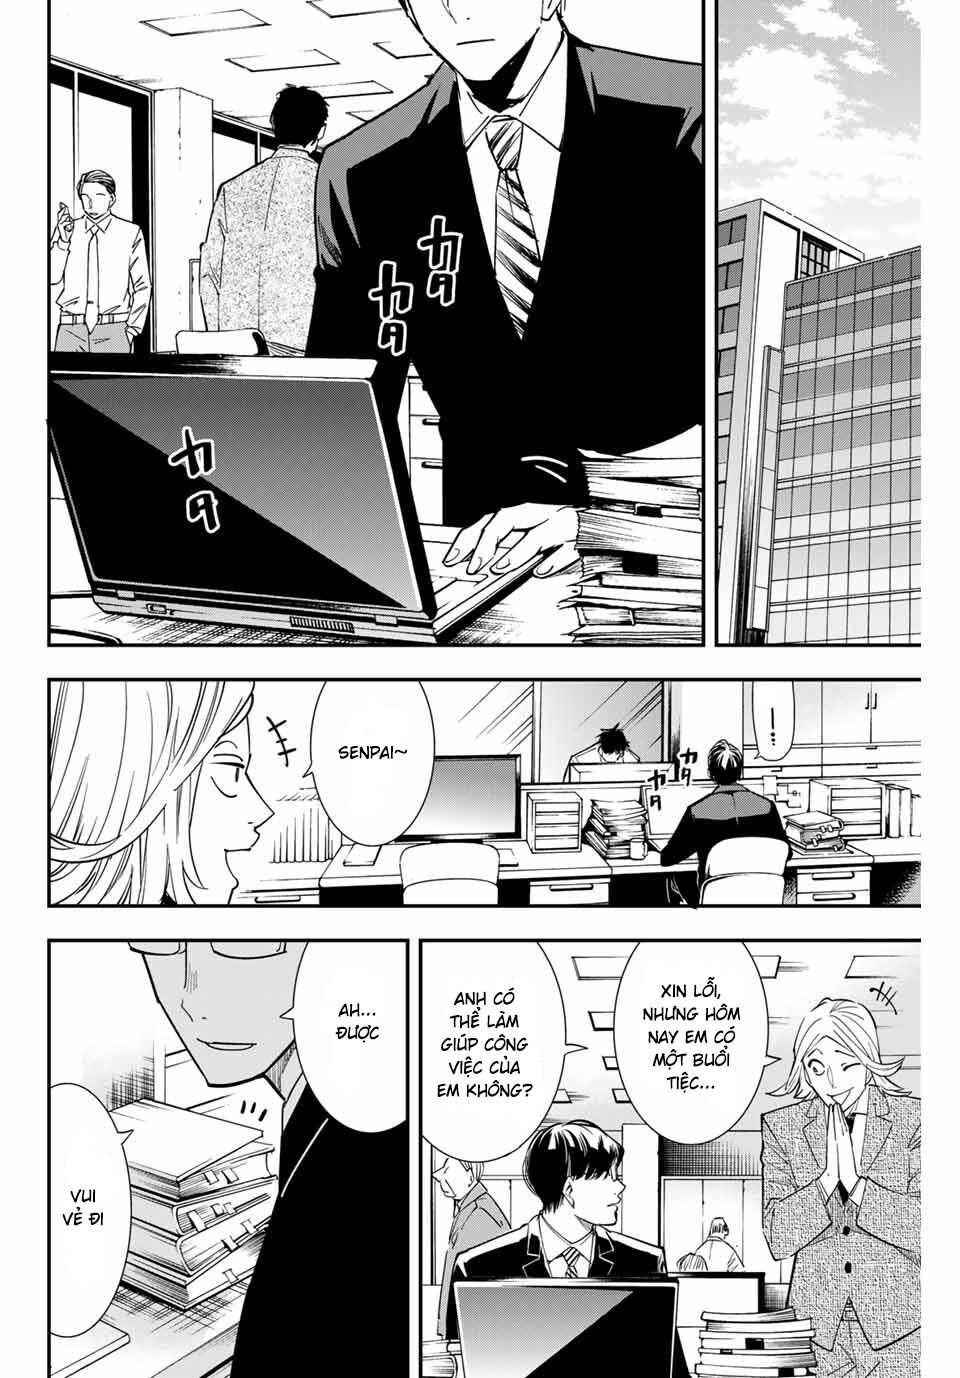 カタ
カタ
カタ
…!
カタ
カタ
SENPAI~
XIN LỖI,
NHƯNG HÔM
NAY EM CÓ
MỘT BUỔI
TIỆC...
ANH CÓ
THỂ LÀM
GIÚP CÔNG
VIỆC CỦA
EM KHÔNG?
AH...
ĐƯỢC
VUI
VẺ ĐI